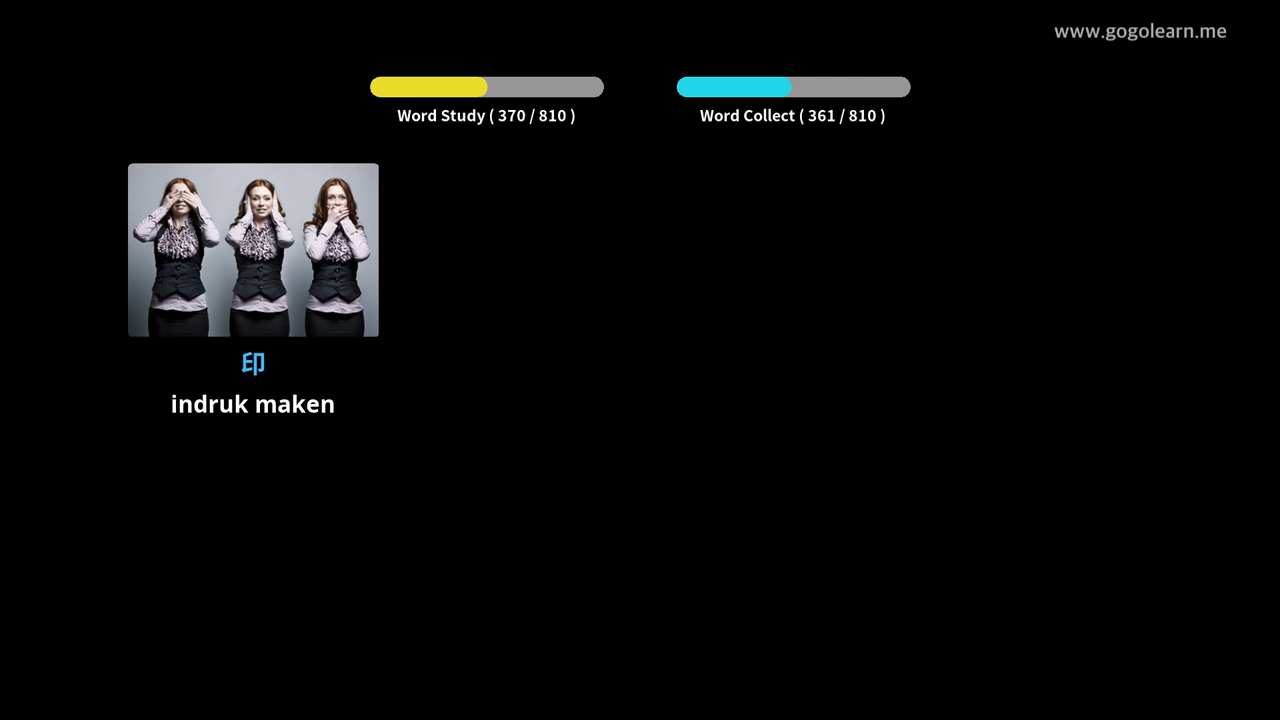 www.gogolearn.me
Word Study ( 370 / 810 )
Word Collect ( 361 / 810 )
印
indruk maken